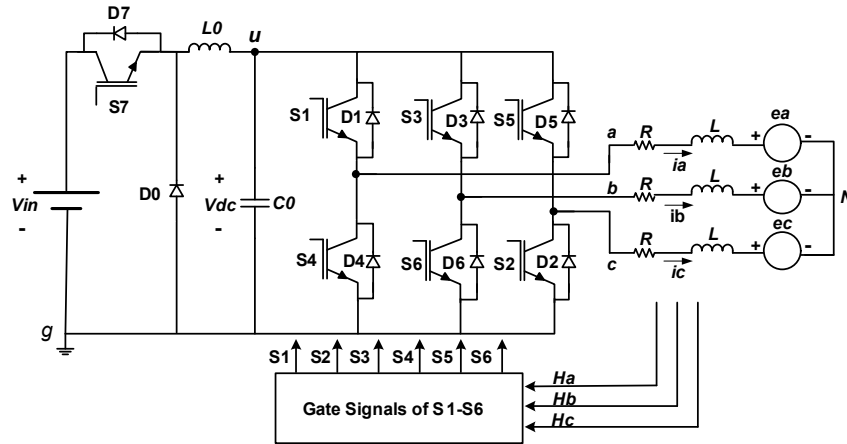 D7
L0
u
S7
S1
D1
S3
D3
S5
D5
a
R
L
+
ea
-
ia
+
Vin
-
D0
+
Vdc
-
C0
b
R
L
+
eb
-
N
ib
S4
D4
S6
D6
S2
D2
c
R
L
+
ec
-
ic
g
S1 S2 S3 S4 S5 S6
Gate Signals of S1-S6
Ha
Hb
Hc